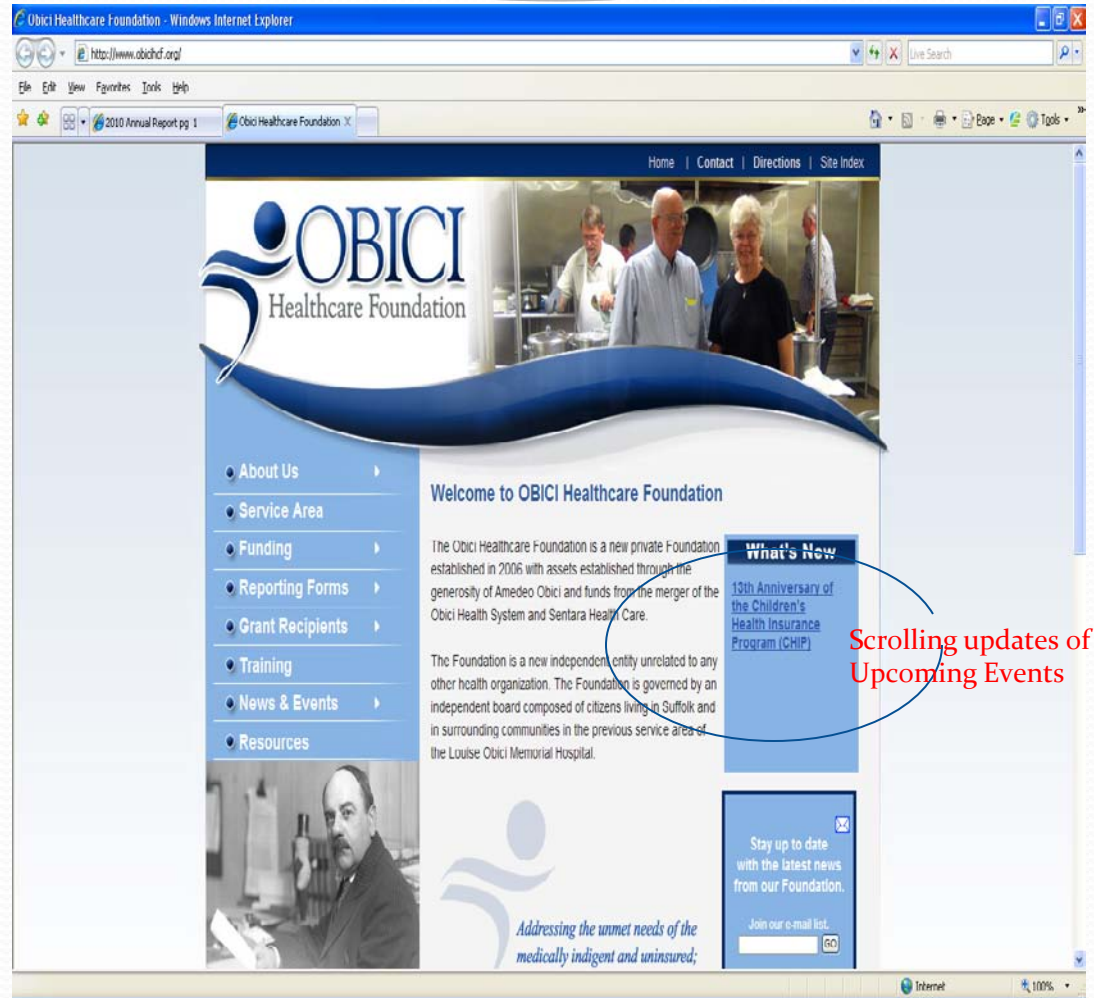 Obici Healthcare Foundation - Windows Internet Explorer
http://www.obicihcf.org/
Live Search
File Edit View Favorites Tools Help
2010 Annual Report pg 1
Obici Healthcare Foundation
Page
Tools
Home | Contact | Directions | Site Index
OBICI
Healthcare Foundation
About Us
Service Area
Funding
Reporting Forms
Grant Recipients
Training
News & Events
Resources
Welcome to OBICI Healthcare Foundation
The Obici Healthcare Foundation is a new private Foundation
established in 2006 with assets established through the
generosity of Amedeo Obici and funds from the merger of the
Obici Health System and Sentara Health Care.
The Foundation is a new independent entity unrelated to any
other health organization. The Foundation is governed by an
independent board composed of citizens living in Suffolk and
in surrounding communities in the previous service area of
the Louise Obici Memorial Hospital.
Addressing the unmet needs of the
medically indigent and uninsured;
What's New
13th Anniversary of
the Children's
Health Insurance
Program (CHIP)
Scrolling updates of
Upcoming Events
Stay up to date
with the latest news
from our Foundation.
Join our e-mail list.
GO
Internet
100%